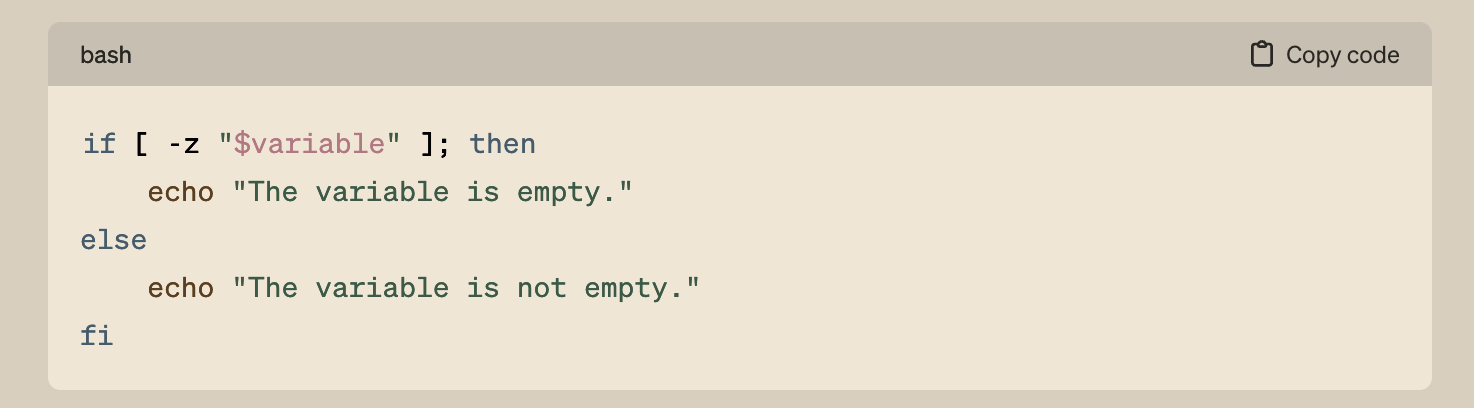 bash
Copy code
if [ -z "$variable" ]; then
    echo "The variable is empty."
else
    echo "The variable is not empty."
fi